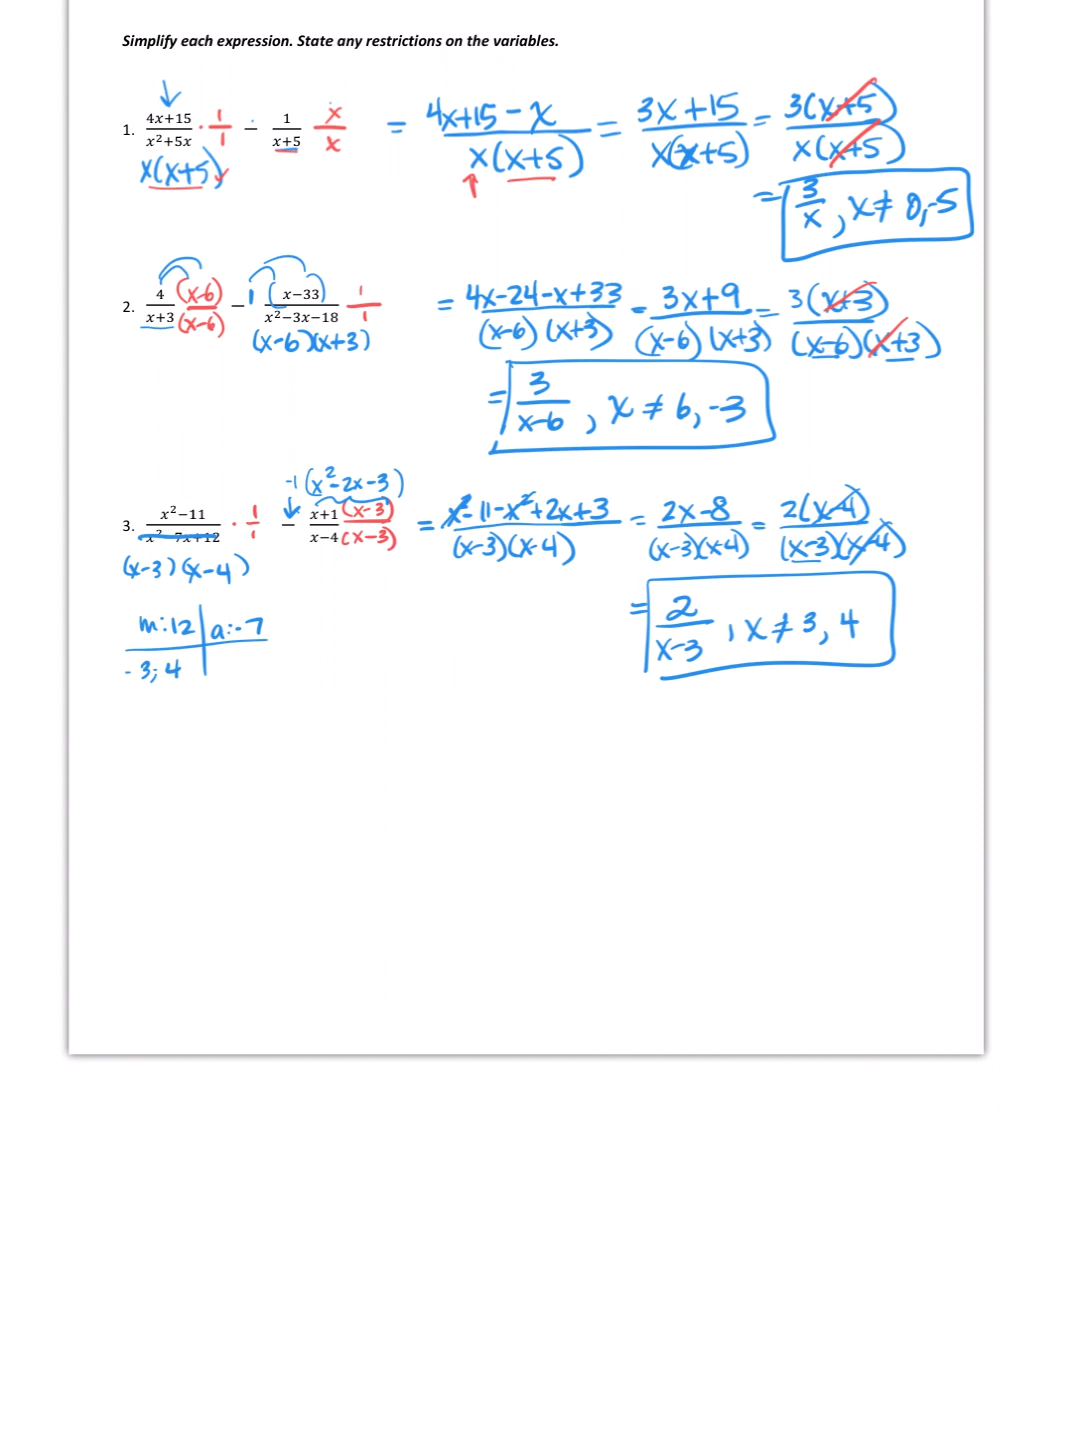 Simplify each expression. State any restrictions on the variables.
1. (4x+15)/(x²+5x) · 1/1 − 1/(x+5) x/x = (4x+15-x)/(x(x+5)) = (3x+15)/(x(x+5)) = 3(x+5)/(x(x+5))
x(x+5)
= 3/x , x≠ 0,-5
2. 4/(x+3) (x-6)/(x-6) − 1 (x−33)/(x²−3x−18) 1/1 = (4x-24-x+33)/((x-6)(x+3)) = (3x+9)/((x-6)(x+3)) = 3(x+3)/((x-6)(x+3))
(x-6)(x+3)
= 3/(x-6) , x ≠ 6,-3
-1(x²-2x-3)
3. (x²−11)/(x²−7x+12) · 1/1 − (x+1)/(x−4) (x-3)/(x-3) = (x²-11-x²+2x+3)/((x-3)(x-4)) = (2x-8)/((x-3)(x-4)) = 2(x-4)/((x-3)(x-4))
(x-3)(x-4)
m:12 a:-7
-3;4
= 2/(x-3) , x≠3, 4